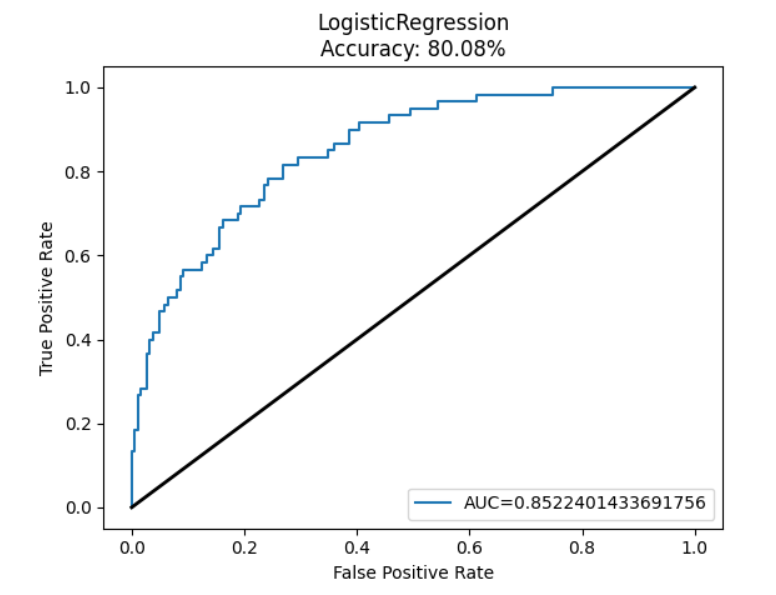 LogisticRegression
Accuracy: 80.08%
1.0
0.8
0.6
0.4
0.2
0.0
True Positive Rate
AUC=0.8522401433691756
0.0 0.2 0.4 0.6 0.8 1.0
False Positive Rate